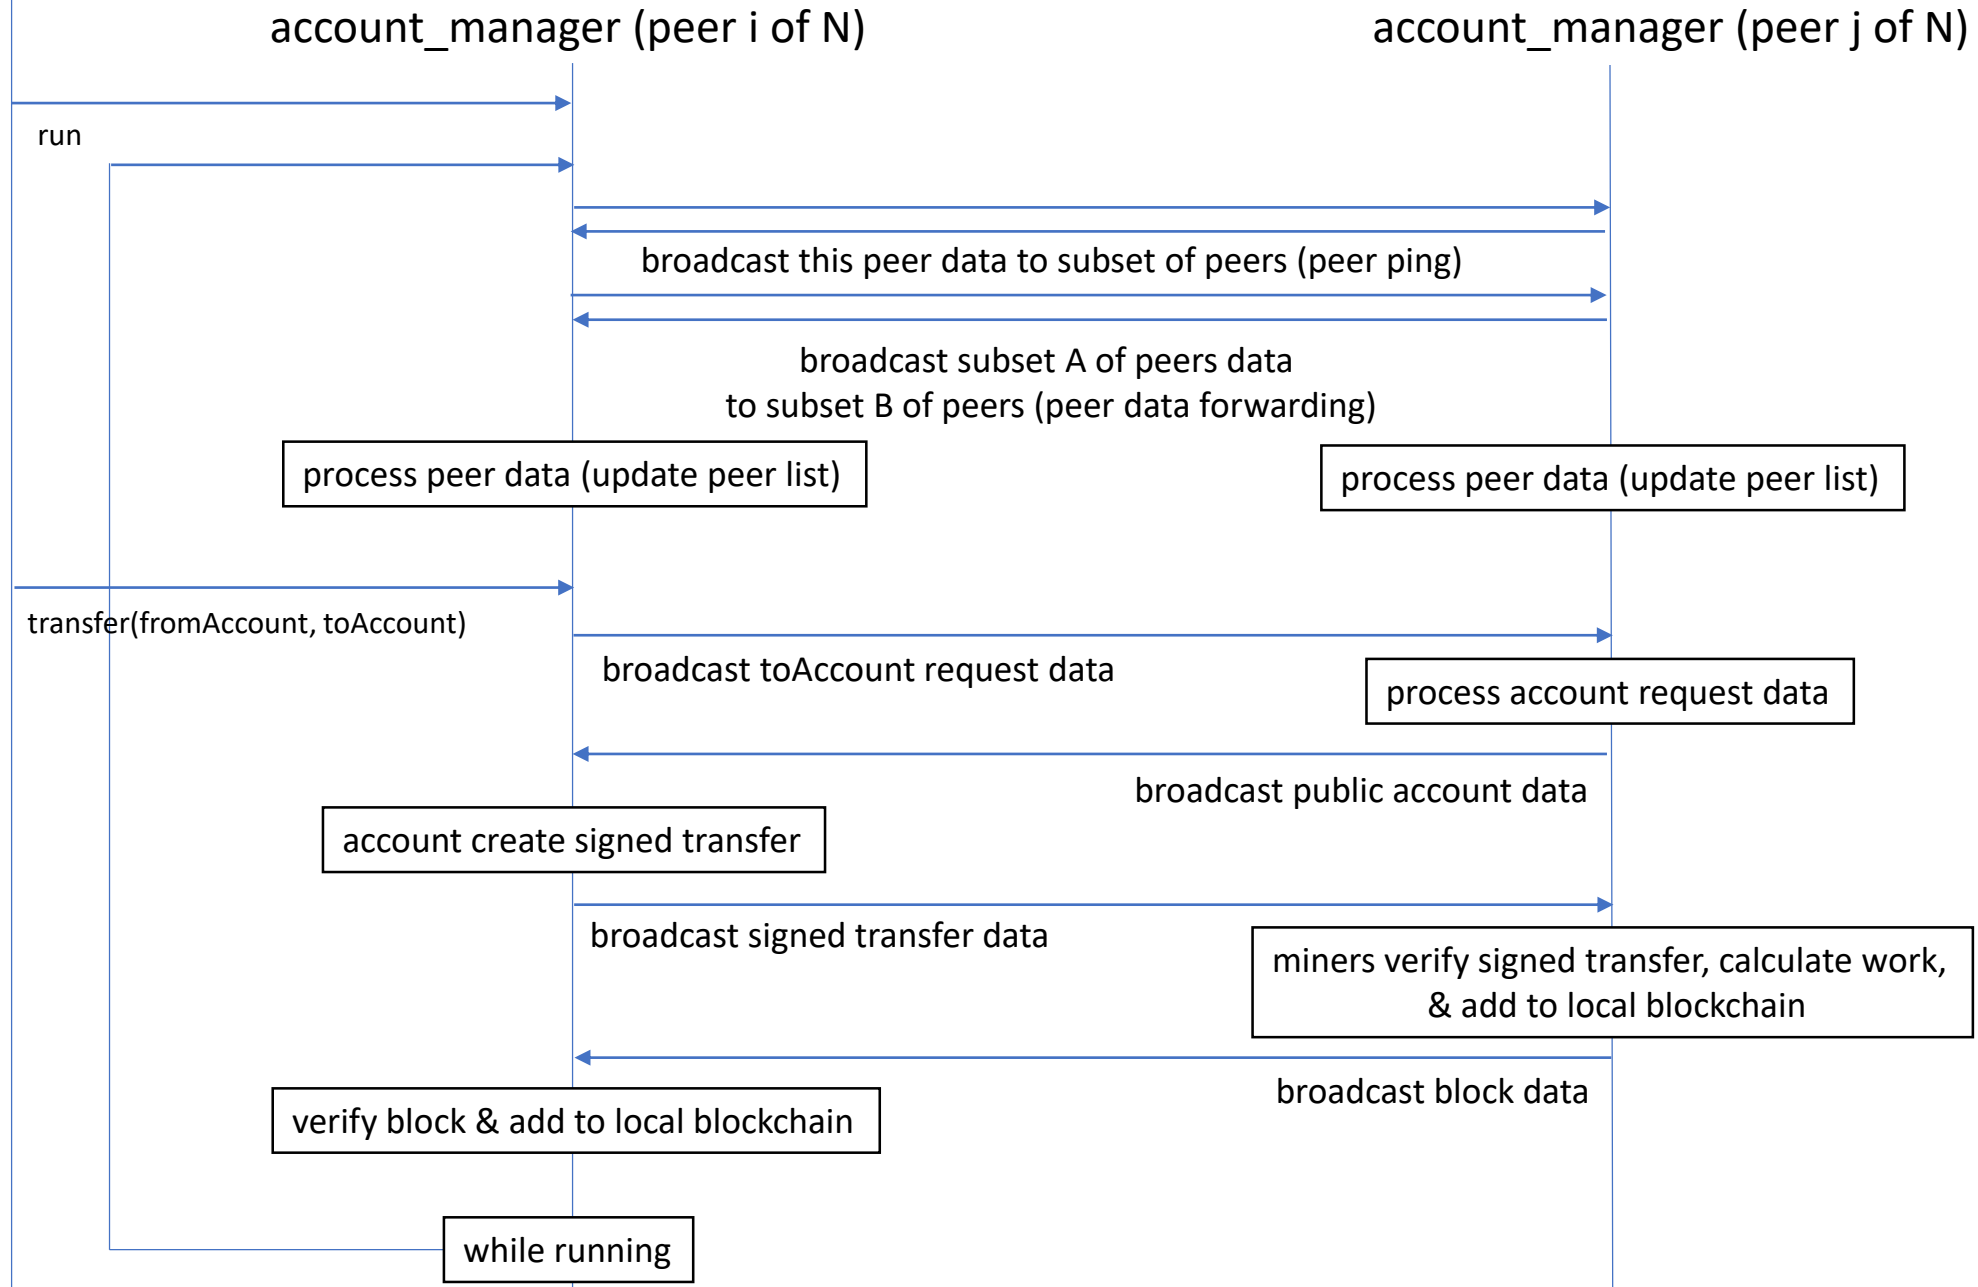 account_manager (peer i of N)
account_manager (peer j of N)
run
broadcast this peer data to subset of peers (peer ping)
broadcast subset A of peers data
to subset B of peers (peer data forwarding)
process peer data (update peer list)
process peer data (update peer list)
transfer(fromAccount, toAccount)
broadcast toAccount request data
process account request data
broadcast public account data
account create signed transfer
broadcast signed transfer data
miners verify signed transfer, calculate work,
& add to local blockchain
broadcast block data
verify block & add to local blockchain
while running